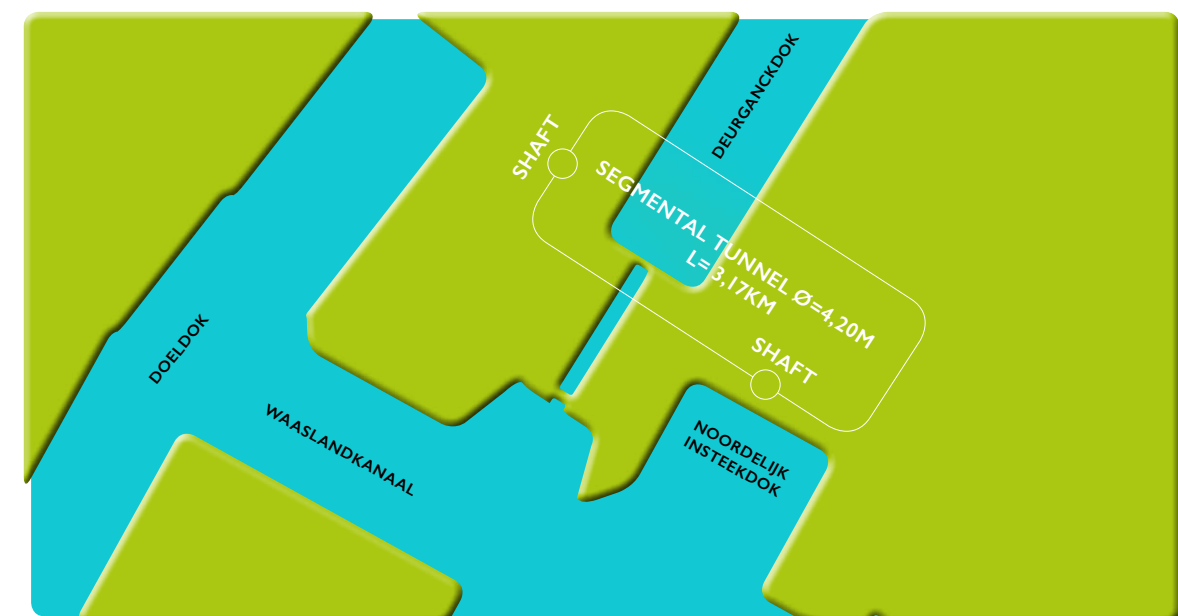 DEURGANCKDOK
SHAFT
SEGMENTAL TUNNEL Ø=4,20M
L= 3,17KM
SHAFT
DOELDOK
WAASLANDKANAAL
NOORDELIJK
INSTEEKDOK